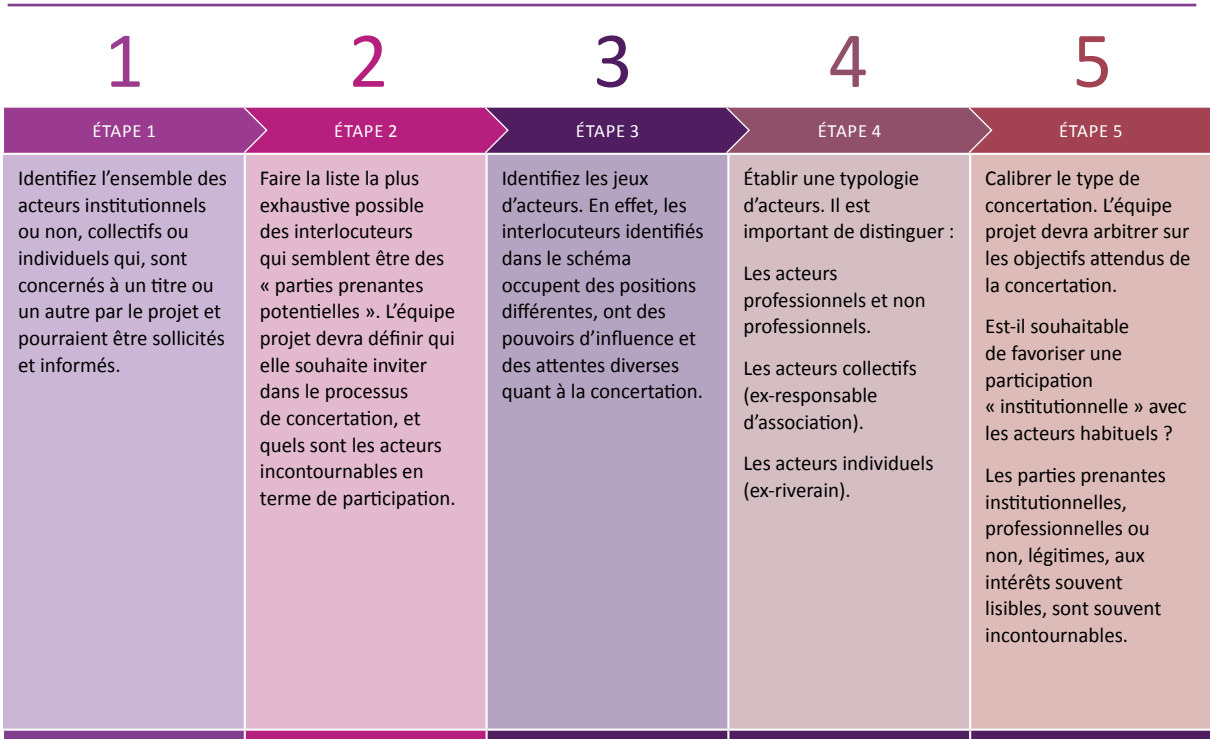 1
2
3
4
5
ÉTAPE 1
ÉTAPE 2
ÉTAPE 3
ÉTAPE 4
ÉTAPE 5
Identifiez l'ensemble des
acteurs institutionnels
ou non, collectifs ou
individuels qui, sont
concernés à un titre ou
un autre par le projet et
pourraient être sollicités
et informés.
Faire la liste la plus
exhaustive possible
des interlocuteurs
qui semblent être des
« parties prenantes
potentielles ». L'équipe
projet devra définir qui
elle souhaite inviter
dans le processus
de concertation, et
quels sont les acteurs
incontournables en
terme de participation.
Identifiez les jeux
d'acteurs. En effet, les
interlocuteurs identifiés
dans le schéma
occupent des positions
différentes, ont des
pouvoirs d'influence et
des attentes diverses
quant à la concertation.
Établir une typologie
d'acteurs. Il est
important de distinguer :
Les acteurs
professionnels et non
professionnels.
Les acteurs collectifs
(ex-responsable
d'association).
Les acteurs individuels
(ex-riverain).
Calibrer le type de
concertation. L'équipe
projet devra arbitrer sur
les objectifs attendus de
la concertation.
Est-il souhaitable
de favoriser une
participation
« institutionnelle » avec
les acteurs habituels ?
Les parties prenantes
institutionnelles,
professionnelles ou
non, légitimes, aux
intérêts souvent
lisibles, sont souvent
incontournables.